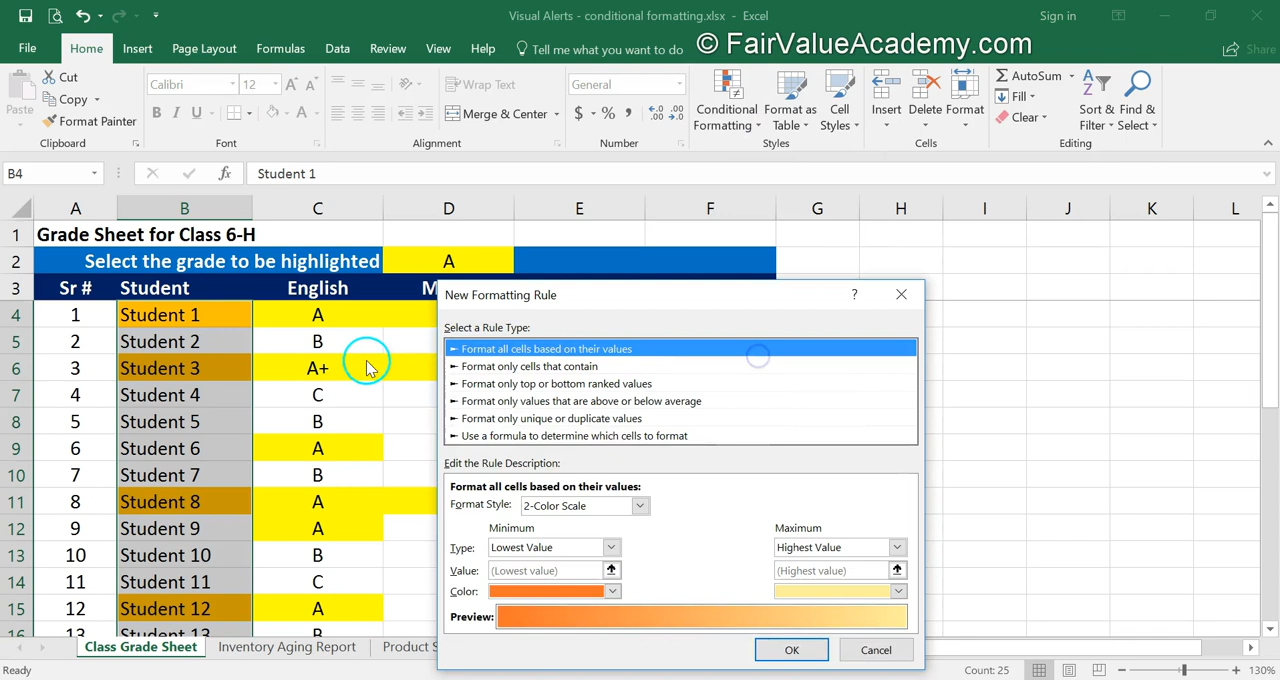 Visual Alerts - conditional formatting.xlsx - Excel
Sign in
File Home Insert Page Layout Formulas Data Review View Help Tell me what you want to do
© FairValueAcademy.com
Share
Paste
Cut
Copy
Format Painter
Clipboard
Calibri 12
B I U
Font
Wrap Text
Merge & Center
Alignment
General
$ % ,
Number
Conditional Formatting
Format as Table
Cell Styles
Styles
Insert Delete Format
Cells
AutoSum
Fill
Clear
Sort & Filter
Find & Select
Editing
B4 fx Student 1
A B C D E F G H I J K L
1 Grade Sheet for Class 6-H
2 Select the grade to be highlighted A
3 Sr # Student English M
4 1 Student 1 A
5 2 Student 2 B
6 3 Student 3 A+
7 4 Student 4 C
8 5 Student 5 B
9 6 Student 6 A
10 7 Student 7 B
11 8 Student 8 A
12 9 Student 9 A
13 10 Student 10 B
14 11 Student 11 C
15 12 Student 12 A
16 13 Student 13 B
New Formatting Rule
Select a Rule Type:
Format all cells based on their values
Format only cells that contain
Format only top or bottom ranked values
Format only values that are above or below average
Format only unique or duplicate values
Use a formula to determine which cells to format
Edit the Rule Description:
Format all cells based on their values:
Format Style: 2-Color Scale
Minimum Maximum
Type: Lowest Value Highest Value
Value: (Lowest value) (Highest value)
Color:
Preview:
OK Cancel
Class Grade Sheet Inventory Aging Report Product S
Ready
Count: 25
130%